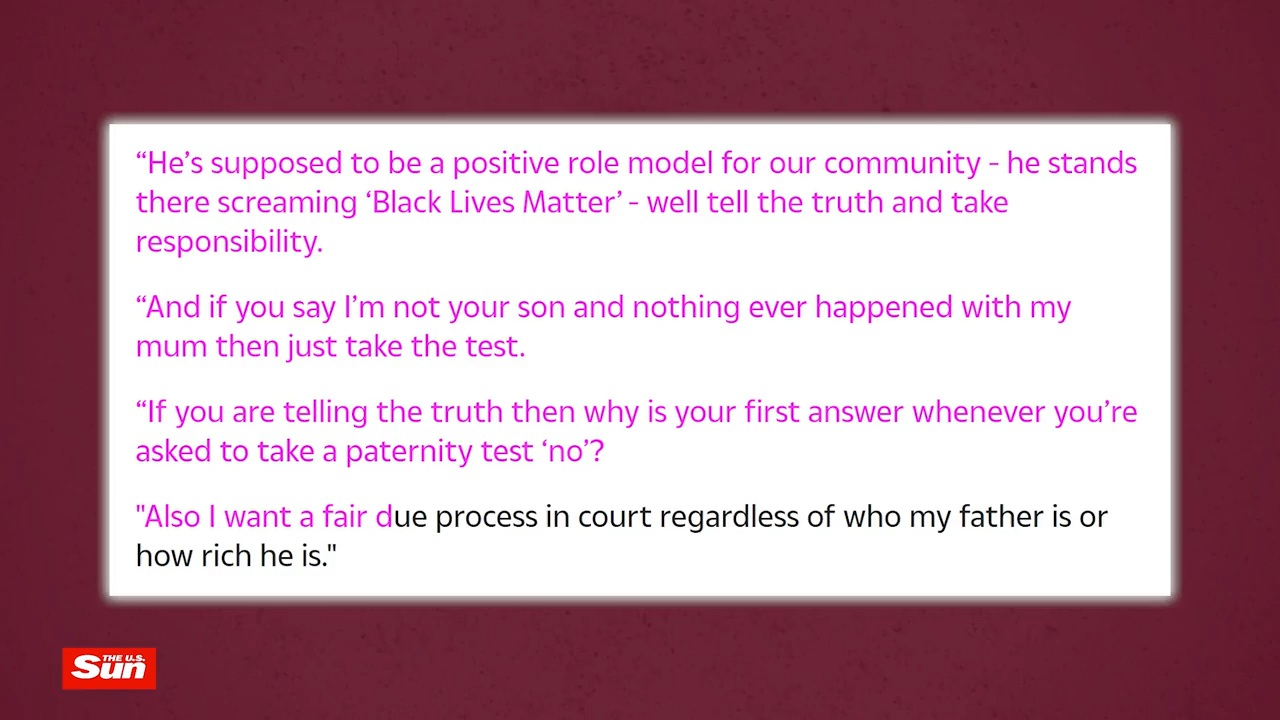 “He’s supposed to be a positive role model for our community - he stands
there screaming ‘Black Lives Matter’ - well tell the truth and take
responsibility.
“And if you say I’m not your son and nothing ever happened with my
mum then just take the test.
“If you are telling the truth then why is your first answer whenever you’re
asked to take a paternity test ‘no’?
"Also I want a fair due process in court regardless of who my father is or
how rich he is."
THE U.S.
Sun